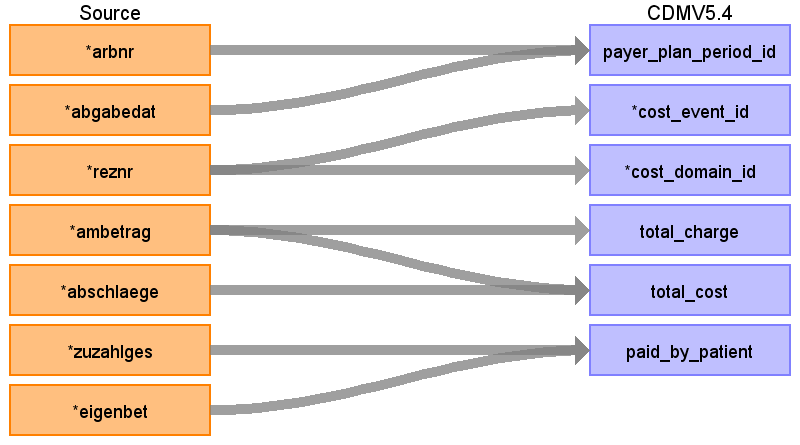 Source
CDMV5.4
*arbnr
payer_plan_period_id
*abgabedat
*cost_event_id
*reznr
*cost_domain_id
*ambetrag
total_charge
*abschlaege
total_cost
*zuzahlges
paid_by_patient
*eigenbet